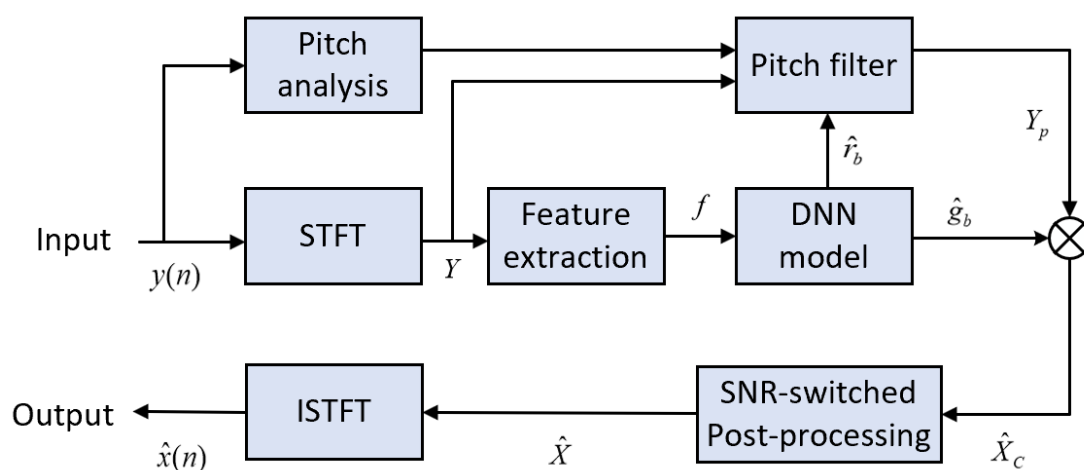 Pitch
analysis
Pitch filter
Y_p
r̂_b
Input
y(n)
STFT
Y
Feature
extraction
f
DNN
model
ĝ_b
Output
x̂(n)
ISTFT
X̂
SNR-switched
Post-processing
X̂_C